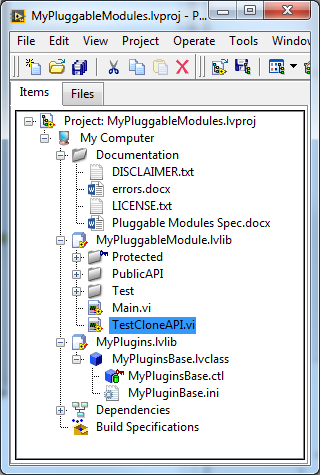 MyPluggableModules.lvproj - P...
File Edit View Project Operate Tools Windo
Items Files
Project: MyPluggableModules.lvproj
My Computer
Documentation
DISCLAIMER.txt
errors.docx
LICENSE.txt
Pluggable Modules Spec.docx
MyPluggableModule.lvlib
Protected
PublicAPI
Test
Main.vi
TestCloneAPI.vi
MyPlugins.lvlib
MyPluginsBase.lvclass
MyPluginsBase.ctl
MyPluginBase.ini
Dependencies
Build Specifications